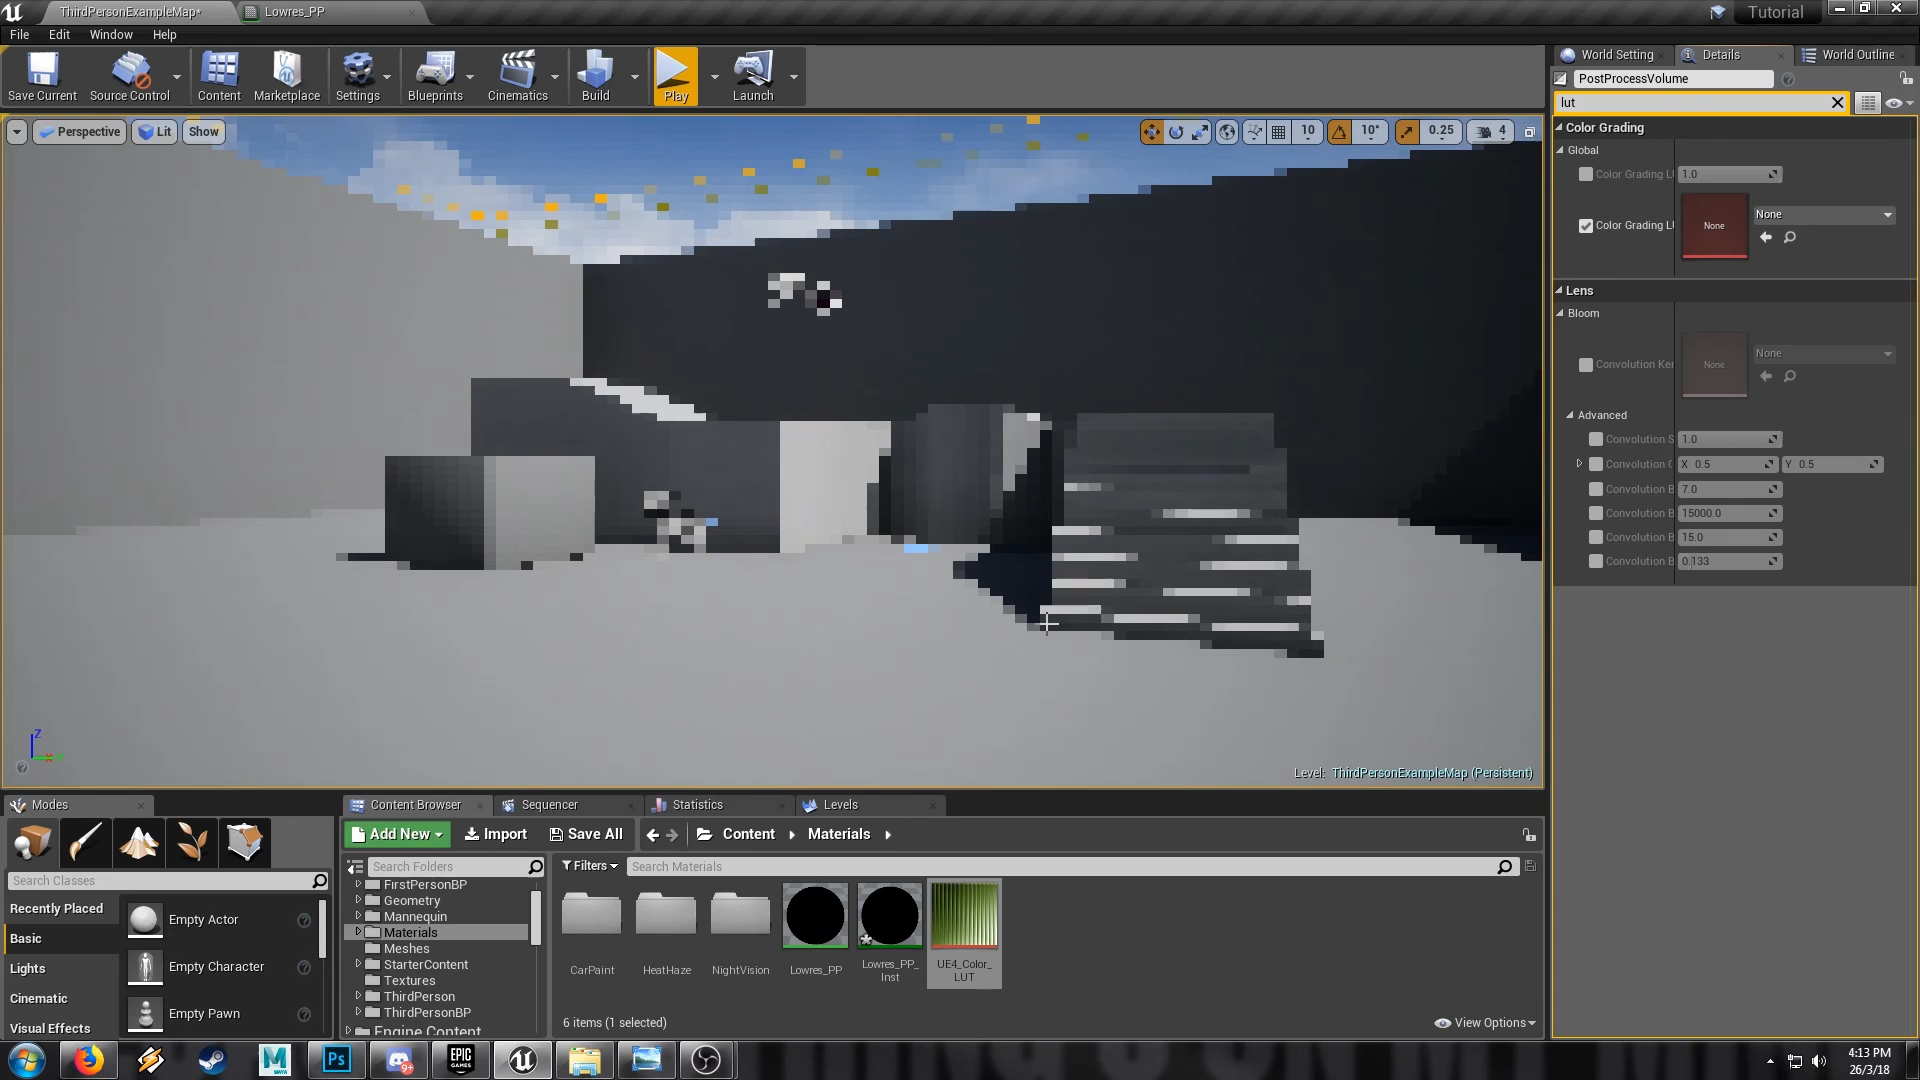 ThirdPersonExampleMap*
Lowres_PP
Tutorial
File
Edit
Window
Help
Save Current
Source Control
Content
Marketplace
Settings
Blueprints
Cinematics
Build
Play
Launch
Perspective
Lit
Show
10
10°
0.25
4
Level: ThirdPersonExampleMap (Persistent)
Z
World Setting
Details
World Outline
PostProcessVolume
lut
Color Grading
Global
Color Grading LU
1.0
Color Grading LU
None
None
Lens
Bloom
Convolution Ker
None
None
Advanced
Convolution S
1.0
Convolution C
X 0.5
Y 0.5
Convolution B
7.0
Convolution B
15000.0
Convolution B
15.0
Convolution B
0.133
Modes
Search Classes
Recently Placed
Basic
Lights
Cinematic
Visual Effects
Empty Actor
Empty Character
Empty Pawn
Content Browser
Sequencer
Statistics
Levels
Add New
Import
Save All
Content
Materials
Search Folders
Filters
Search Materials
FirstPersonBP
Geometry
Mannequin
Materials
Meshes
StarterContent
Textures
ThirdPerson
ThirdPersonBP
Engine Content
CarPaint
HeatHaze
NightVision
Lowres_PP
Lowres_PP_
Inst
UE4_Color_
LUT
6 items (1 selected)
View Options
M
MAYA
Ps
9+
EPIC
GAMES
4:13 PM
26/3/18